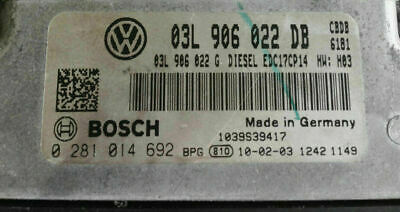 03L 906 022 DB CBDB
6181
03L 906 022 G DIESEL EDC17CP14 HW: H03
Made in Germany
BOSCH 1039S39417
0 281 014 692 BPG 810 10-02-03 1242 1149